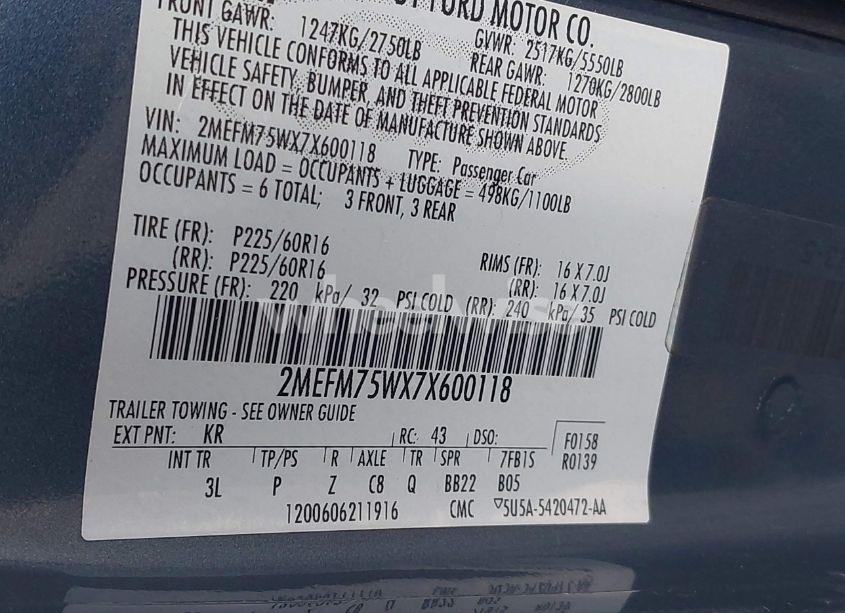 FORD MOTOR CO.
FRONT GAWR: 1247KG/2750LB GVWR: 2517KG/5550LB
REAR GAWR: 1270KG/2800LB
THIS VEHICLE CONFORMS TO ALL APPLICABLE FEDERAL MOTOR
VEHICLE SAFETY, BUMPER, AND THEFT PREVENTION STANDARDS
IN EFFECT ON THE DATE OF MANUFACTURE SHOWN ABOVE.
VIN: 2MEFM75WX7X600118 TYPE: Passenger Car
MAXIMUM LOAD = OCCUPANTS + LUGGAGE = 498KG/1100LB
OCCUPANTS = 6 TOTAL; 3 FRONT, 3 REAR
TIRE (FR): P225/60R16 RIMS (FR): 16 X 7.0J
(RR): P225/60R16 (RR): 16 X 7.0J
PRESSURE (FR): 220 kPa/ 32 PSI COLD (RR): 240 kPa/ 35 PSI COLD
2MEFM75WX7X600118
TRAILER TOWING - SEE OWNER GUIDE
EXT PNT: KR RC: 43 DSO: F0158
R0139
INT TR TP/PS R AXLE TR SPR 7FB1S
3L P Z C8 Q BB22 B05
1200606211916 CMC 5U5A-5420472-AA